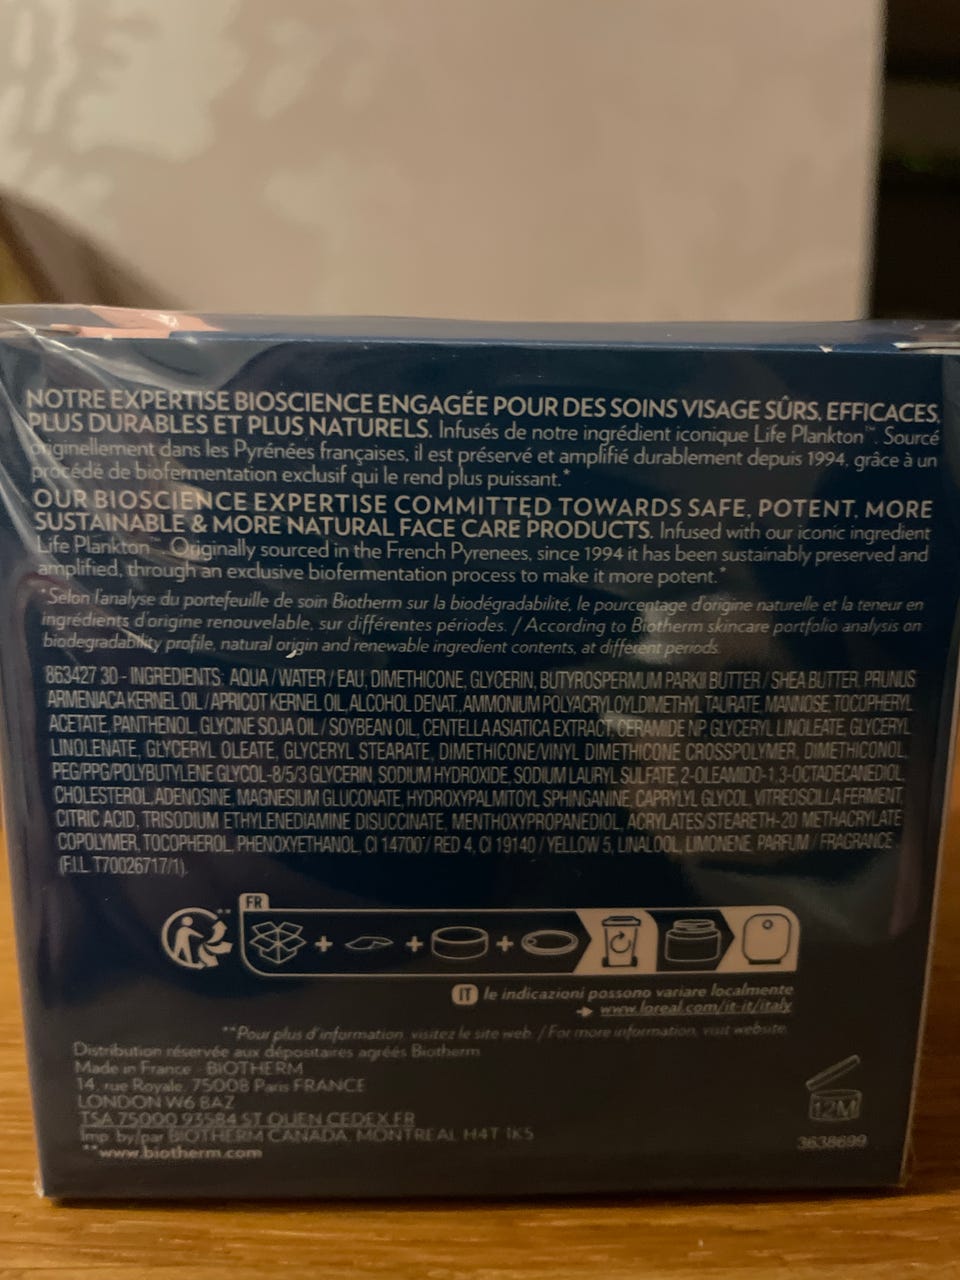 NOTRE EXPERTISE BIOSCIENCE ENGAGÉE POUR DES SOINS VISAGE SÛRS, EFFICACES,
PLUS DURABLES ET PLUS NATURELS. Infusés de notre ingrédient iconique Life Plankton™. Sourcé
originellement dans les Pyrénées françaises, il est préservé et amplifié durablement depuis 1994, grâce à un
procédé de biofermentation exclusif qui le rend plus puissant.*
OUR BIOSCIENCE EXPERTISE COMMITTED TOWARDS SAFE, POTENT, MORE
SUSTAINABLE & MORE NATURAL FACE CARE PRODUCTS. Infused with our iconic ingredient
Life Plankton™. Originally sourced in the French Pyrenees, since 1994 it has been sustainably preserved and
amplified, through an exclusive biofermentation process to make it more potent.*
*Selon l'analyse du portefeuille de soin Biotherm sur la biodégradabilité, le pourcentage d'origine naturelle et la teneur en
ingrédients d'origine renouvelable, sur différentes périodes. / According to Biotherm skincare portfolio analysis on
biodegradability profile, natural origin and renewable ingredient contents, at different periods.
863427 30 - INGREDIENTS: AQUA / WATER / EAU, DIMETHICONE, GLYCERIN, BUTYROSPERMUM PARKII BUTTER / SHEA BUTTER, PRUNUS
ARMENIACA KERNEL OIL / APRICOT KERNEL OIL, ALCOHOL DENAT., AMMONIUM POLYACRYLOYLDIMETHYL TAURATE, MANNOSE, TOCOPHERYL
ACETATE, PANTHENOL, GLYCINE SOJA OIL / SOYBEAN OIL, CENTELLA ASIATICA EXTRACT, CERAMIDE NP, GLYCERYL LINOLEATE, GLYCERYL
LINOLENATE, GLYCERYL OLEATE, GLYCERYL STEARATE, DIMETHICONE/VINYL DIMETHICONE CROSSPOLYMER, DIMETHICONOL,
PEG/PPG/POLYBUTYLENE GLYCOL-8/5/3 GLYCERIN, SODIUM HYDROXIDE, SODIUM LAURYL SULFATE, 2-OLEAMIDO-1,3-OCTADECANEDIOL,
CHOLESTEROL, ADENOSINE, MAGNESIUM GLUCONATE, HYDROXYPALMITOYL SPHINGANINE, CAPRYLYL GLYCOL, VITREOSCILLA FERMENT,
CITRIC ACID, TRISODIUM ETHYLENEDIAMINE DISUCCINATE, MENTHOXYPROPANEDIOL, ACRYLATES/STEARETH-20 METHACRYLATE
COPOLYMER, TOCOPHEROL, PHENOXYETHANOL, CI 14700 / RED 4, CI 19140 / YELLOW 5, LINALOOL, LIMONENE, PARFUM / FRAGRANCE
(F.I.L. T70026717/1).
**
FR
IT le indicazioni possono variare localmente
www.loreal.com/it-it/italy
**Pour plus d'information, visitez le site web. / For more information, visit website.
Distribution réservée aux dépositaires agréés Biotherm
Made in France - BIOTHERM
14, rue Royale, 75008 Paris FRANCE
LONDON W6 8AZ
TSA 75000 93584 ST OUEN CEDEX FR
Imp. by/par BIOTHERM CANADA, MONTREAL H4T 1K5
**www.biotherm.com
12M
3638699